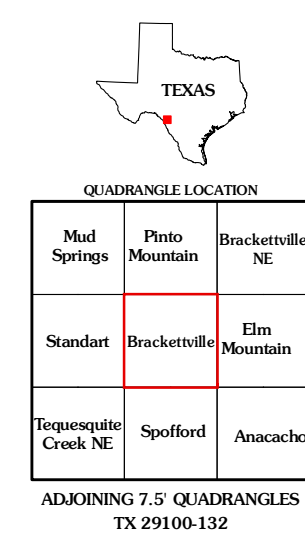 TEXAS
QUADRANGLE LOCATION
Mud
Springs
Pinto
Mountain
Brackettville
NE
Standart
Brackettville
Elm
Mountain
Tequesquite
Creek NE
Spofford
Anacacho
ADJOINING 7.5' QUADRANGLES
TX 29100-132